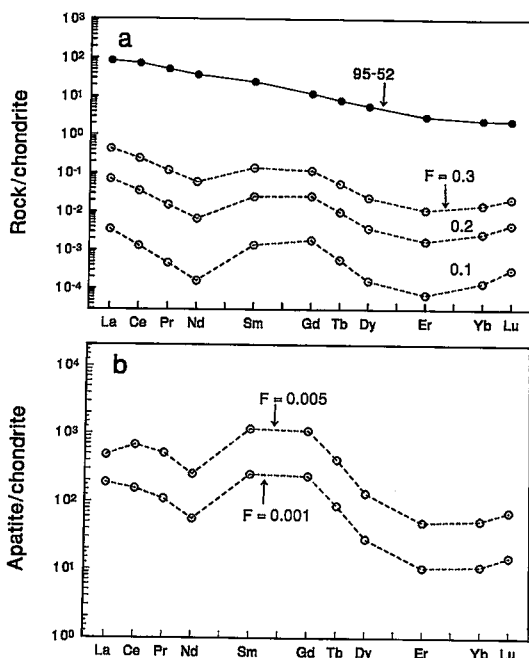 a
Rock/chondrite
10³
10²
10¹
10⁰
10⁻¹
10⁻²
10⁻³
10⁻⁴
95-52
F = 0.3
0.2
0.1
La Ce Pr Nd Sm Gd Tb Dy Er Yb Lu
b
Apatite/chondrite
10⁴
10³
10²
10¹
10⁰
F = 0.005
F = 0.001
La Ce Pr Nd Sm Gd Tb Dy Er Yb Lu